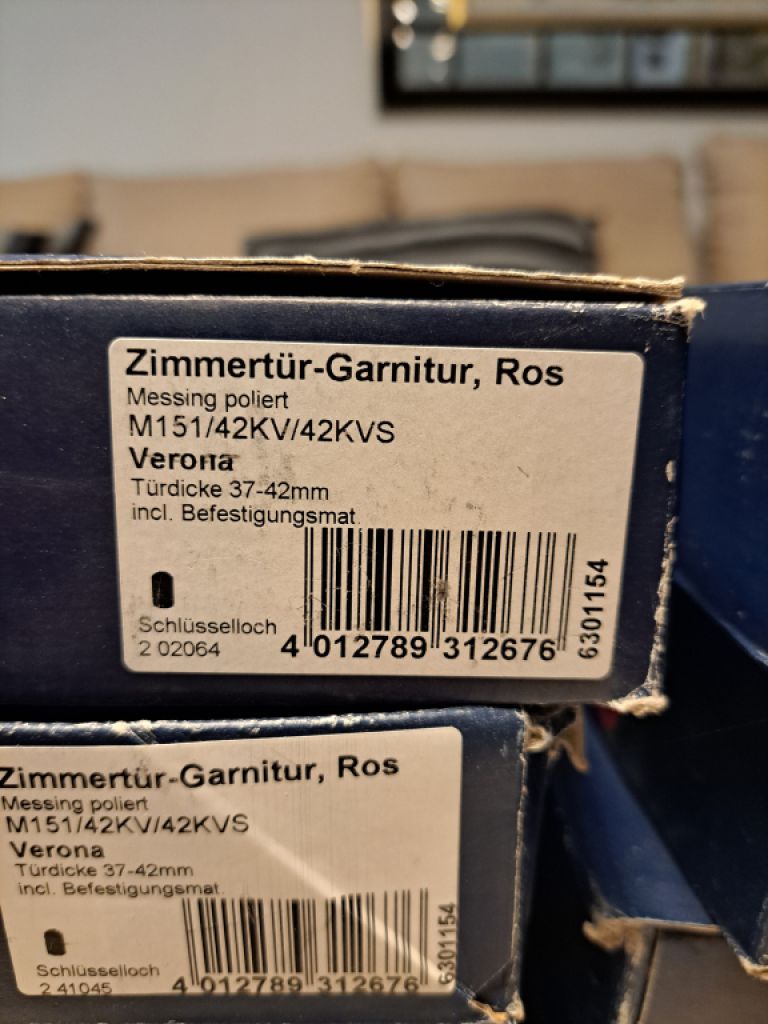 Zimmertür-Garnitur, Ros
Messing poliert
M151/42KV/42KVS
Verona
Türdicke 37-42mm
incl. Befestigungsmat.
Schlüsselloch
2 02064
4 012789 312676
6301154
Zimmertür-Garnitur, Ros
Messing poliert
M151/42KV/42KVS
Verona
Türdicke 37-42mm
incl. Befestigungsmat.
Schlüsselloch
2 41045
4 012789 312676
6301154